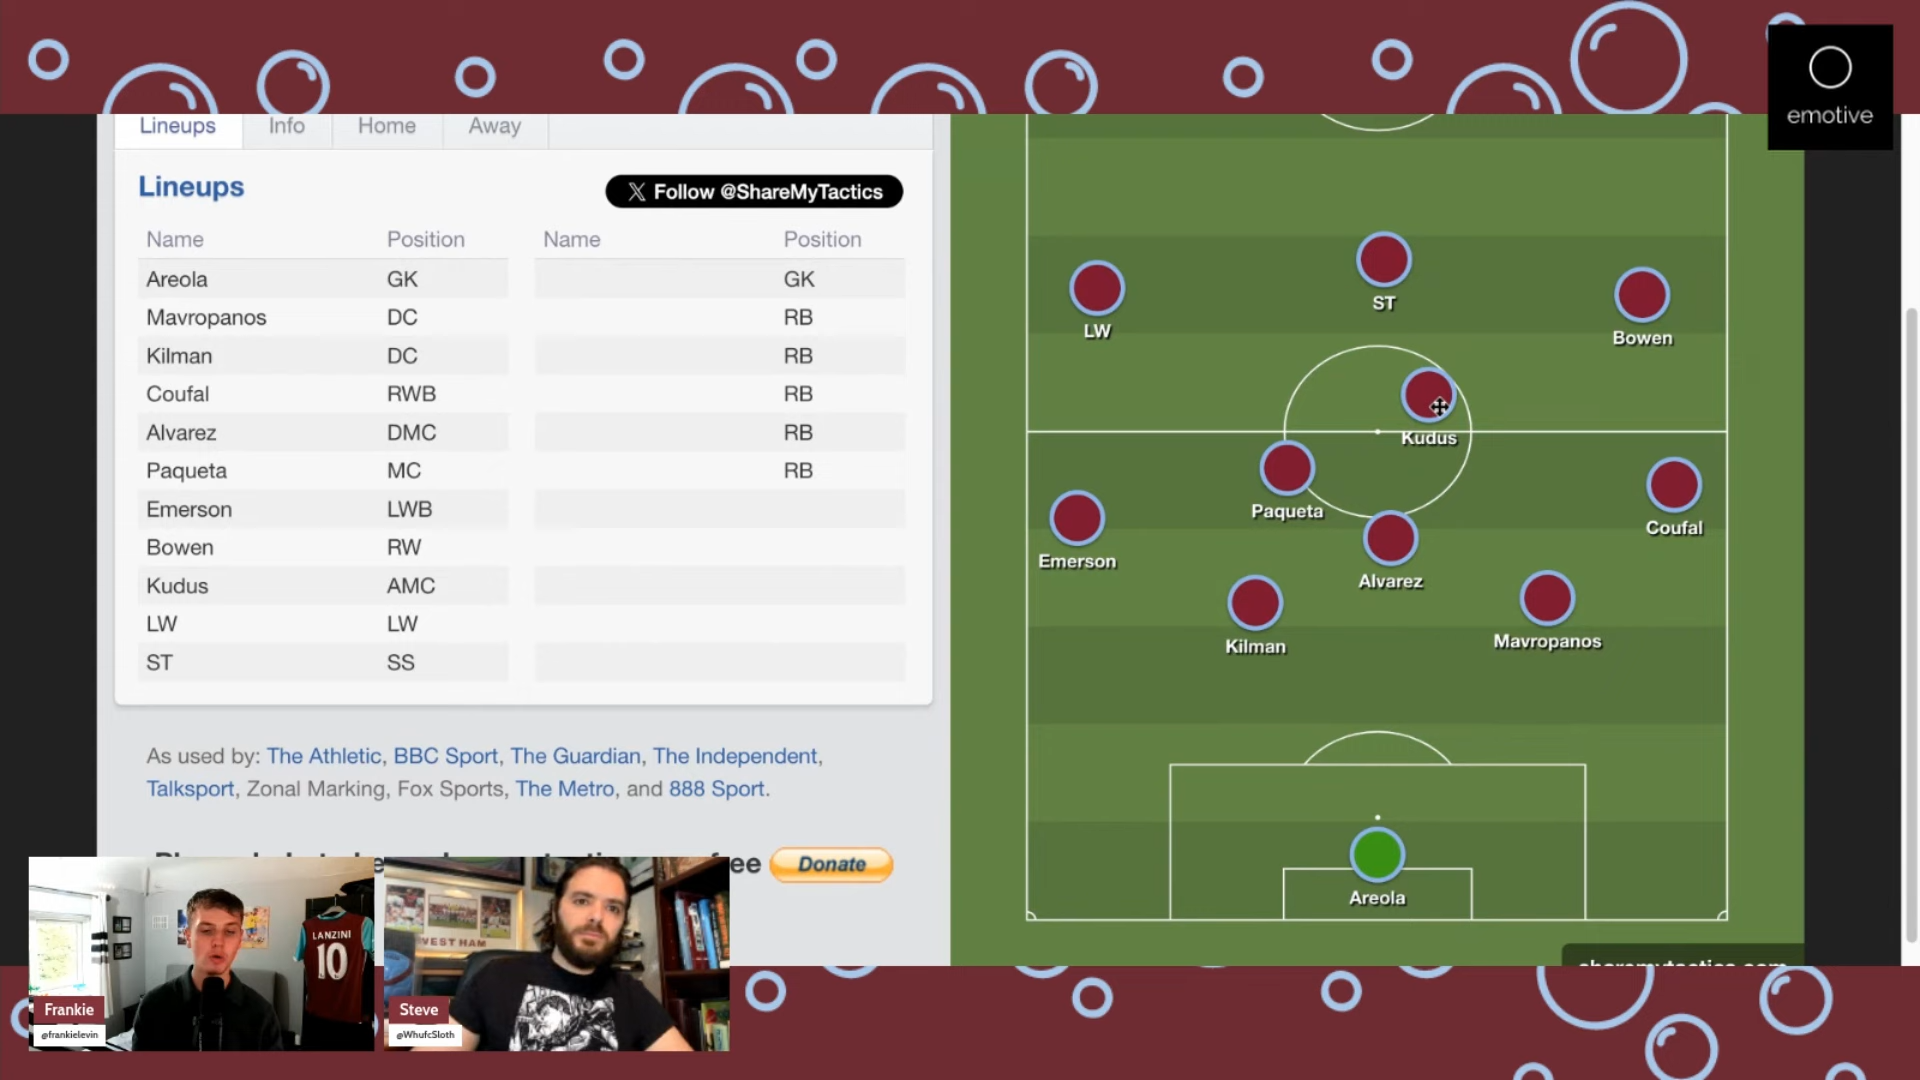 emotive
Lineups Info Home Away
Lineups
X Follow @ShareMyTactics
Name Position Name Position
Areola GK GK
Mavropanos DC RB
Kilman DC RB
Coufal RWB RB
Alvarez DMC RB
Paqueta MC RB
Emerson LWB
Bowen RW
Kudus AMC
LW LW
ST SS
As used by: The Athletic, BBC Sport, The Guardian, The Independent,
Talksport, Zonal Marking, Fox Sports, The Metro, and 888 Sport.
Donate
ST
LW
Bowen
Kudus
Paqueta
Coufal
Emerson
Alvarez
Kilman
Mavropanos
Areola
sharemytactics.com
LANZINI
10
WEST HAM
Frankie
@frankielevin
Steve
@WhufcSloth